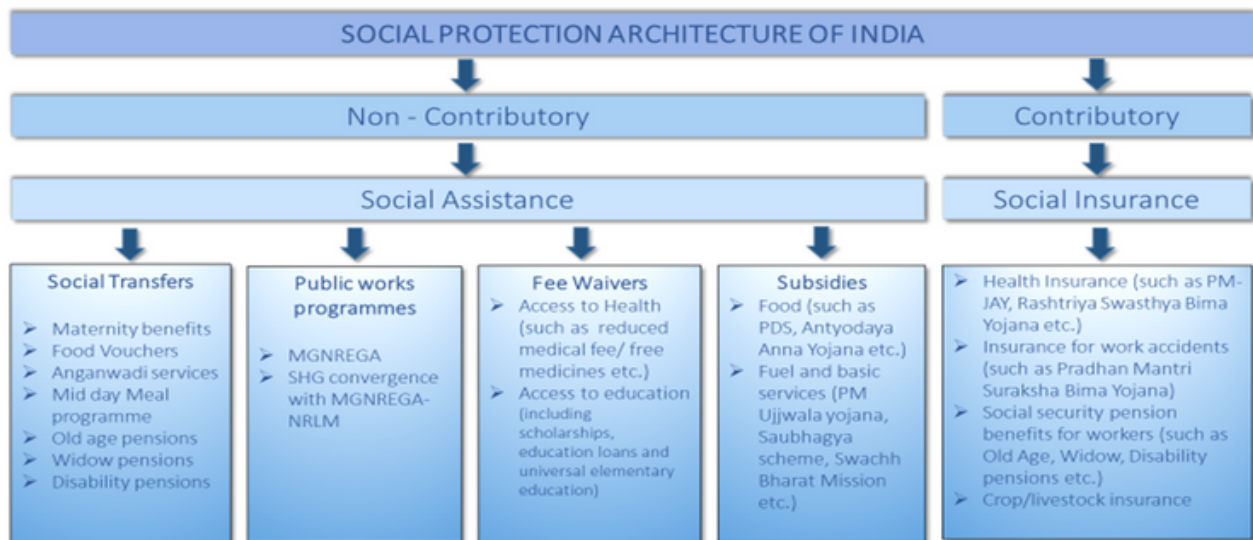 SOCIAL PROTECTION ARCHITECTURE OF INDIA
Non - Contributory
Contributory
Social Assistance
Social Insurance
Social Transfers
➢ Maternity benefits
➢ Food Vouchers
➢ Anganwadi services
➢ Mid day Meal
programme
➢ Old age pensions
➢ Widow pensions
➢ Disability pensions
Public works
programmes
➢ MGNREGA
➢ SHG convergence
with MGNREGA-
NRLM
Fee Waivers
➢ Access to Health
(such as reduced
medical fee/ free
medicines etc.)
➢ Access to education
(including
scholarships,
education loans and
universal elementary
education)
Subsidies
➢ Food (such as
PDS, Antyodaya
Anna Yojana etc.)
➢ Fuel and basic
services (PM
Ujjwala yojana,
Saubhagya
scheme, Swachh
Bharat Mission
etc.)
➢ Health Insurance (such as PM-
JAY, Rashtriya Swasthya Bima
Yojana etc.)
➢ Insurance for work accidents
(such as Pradhan Mantri
Suraksha Bima Yojana)
➢ Social security pension
benefits for workers (such as
Old Age, Widow, Disability
pensions etc.)
➢ Crop/livestock insurance